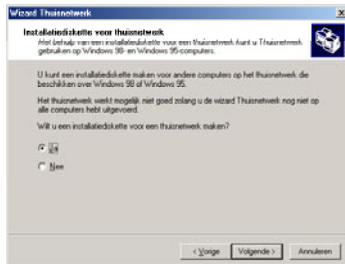 Wizard Thuisnetwerk
Installatiediskette voor thuisnetwerk
Met behulp van een installatiediskette voor een thuisnetwerk kunt u Thuisnetwerk
gebruiken op Windows 98- en Windows 95-computers.
U kunt een installatiediskette maken voor andere computers op het thuisnetwerk die
beschikken over Windows 98 of Windows 95.
Het thuisnetwerk werkt mogelijk niet goed zolang u de wizard Thuisnetwerk nog niet op
alle computers hebt uitgevoerd.
Wilt u een installatiediskette voor een thuisnetwerk maken?
Ja
Nee
< Vorige Volgende > Annuleren